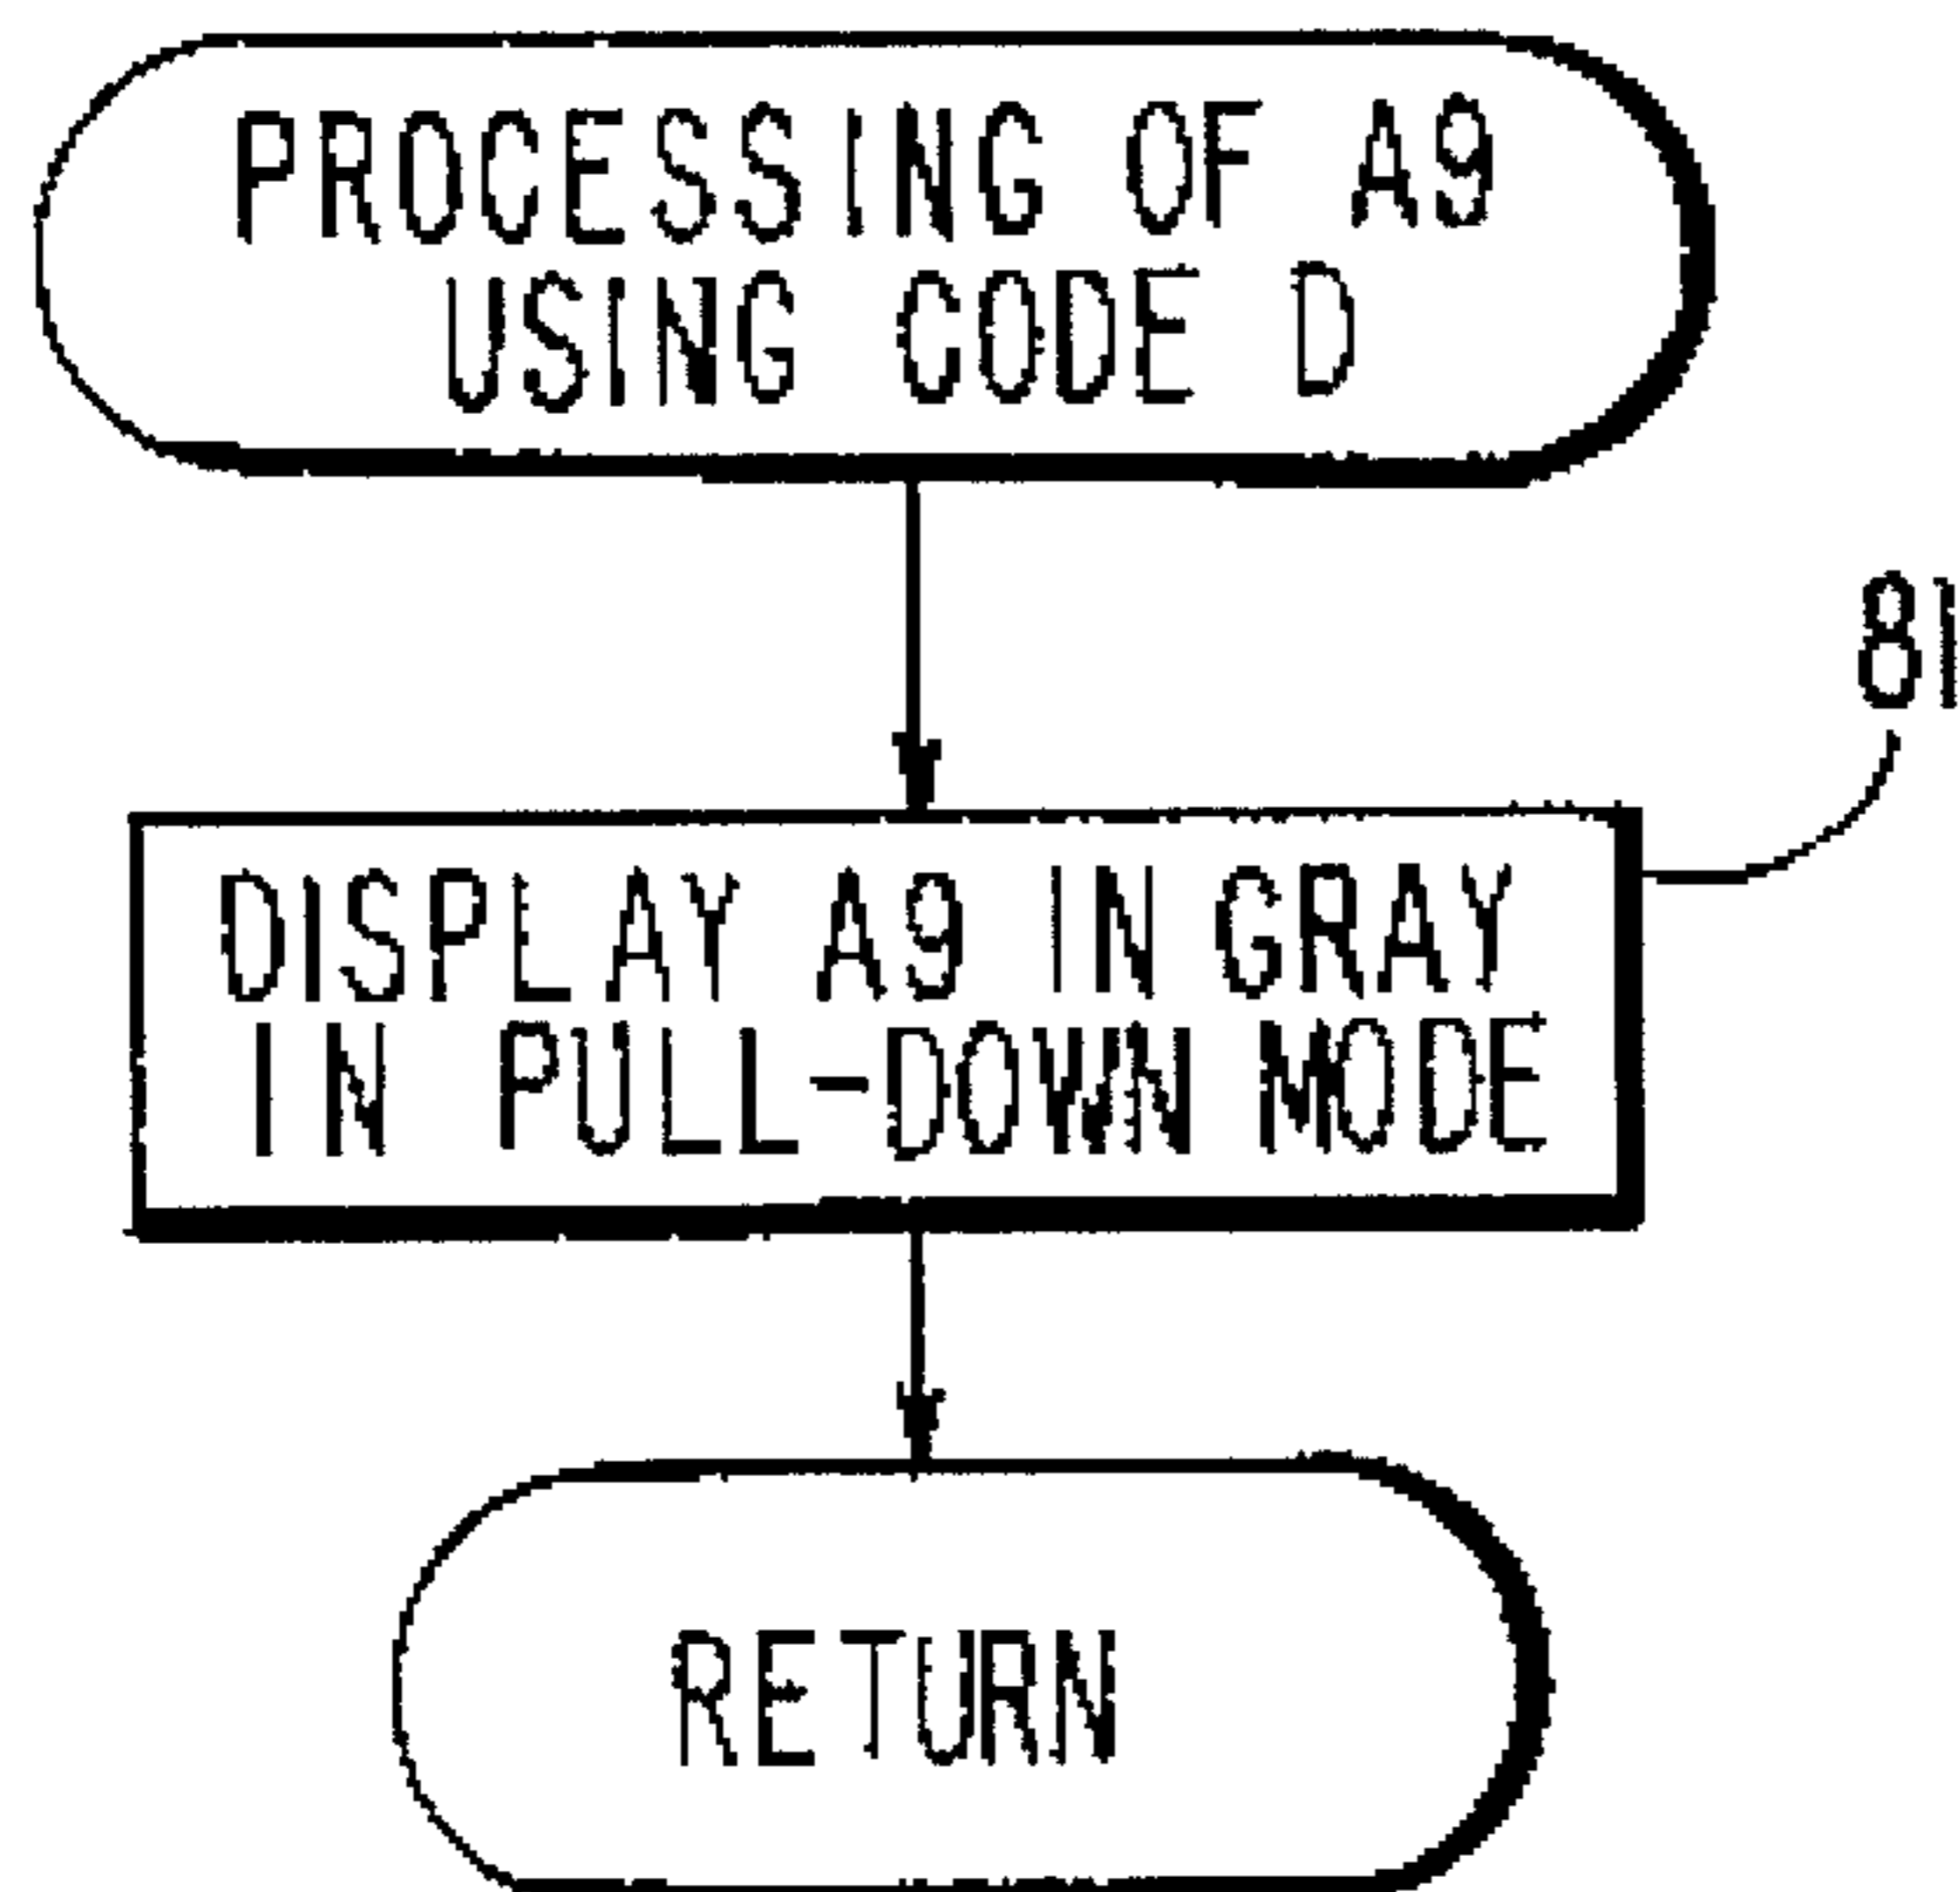 PROCESSING OF A9
USING CODE D
81
DISPLAY A9 IN GRAY
IN PULL-DOWN MODE
RETURN